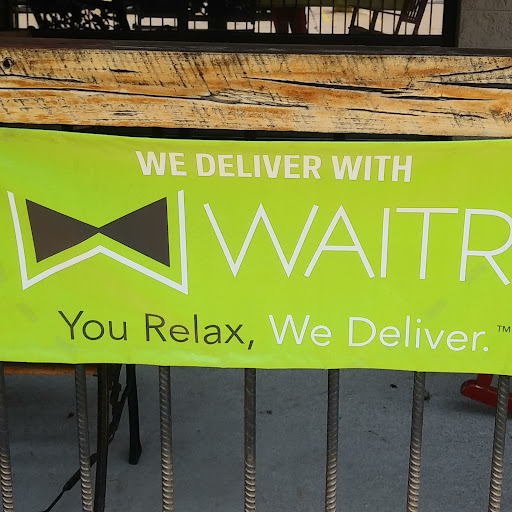 WE DELIVER WITH
WAITR
You Relax, We Deliver.™